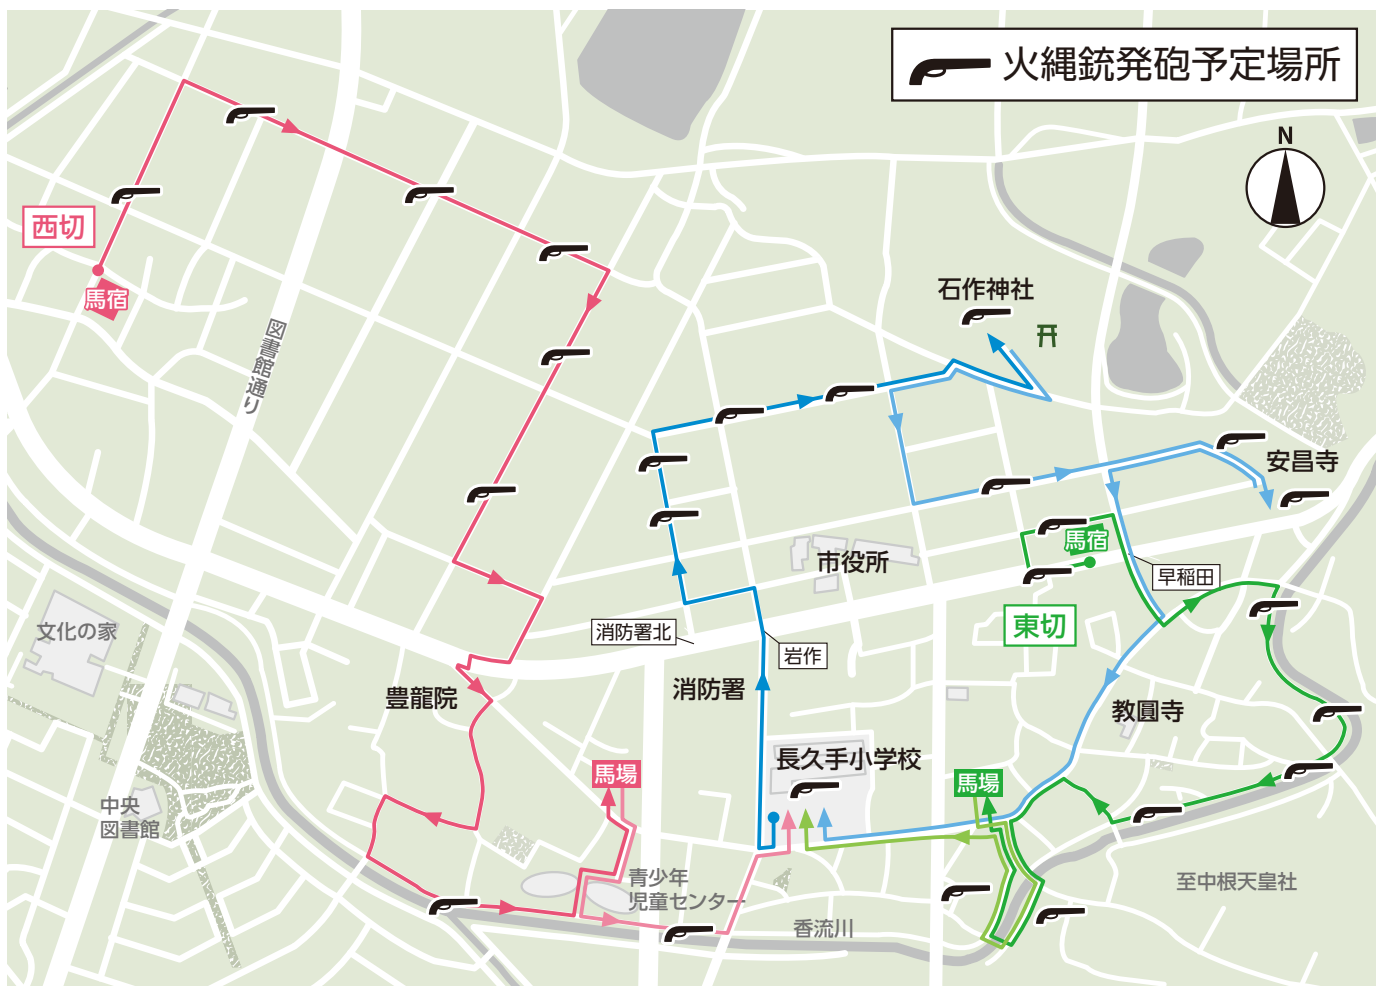 火縄銃発砲予定場所
N
西切
馬宿
図書館通り
石作神社
安昌寺
馬宿
市役所
早稲田
東切
文化の家
消防署北
岩作
豊龍院
消防署
教圓寺
長久手小学校
馬場
馬場
中央
図書館
青少年
児童センター
至中根天皇社
香流川